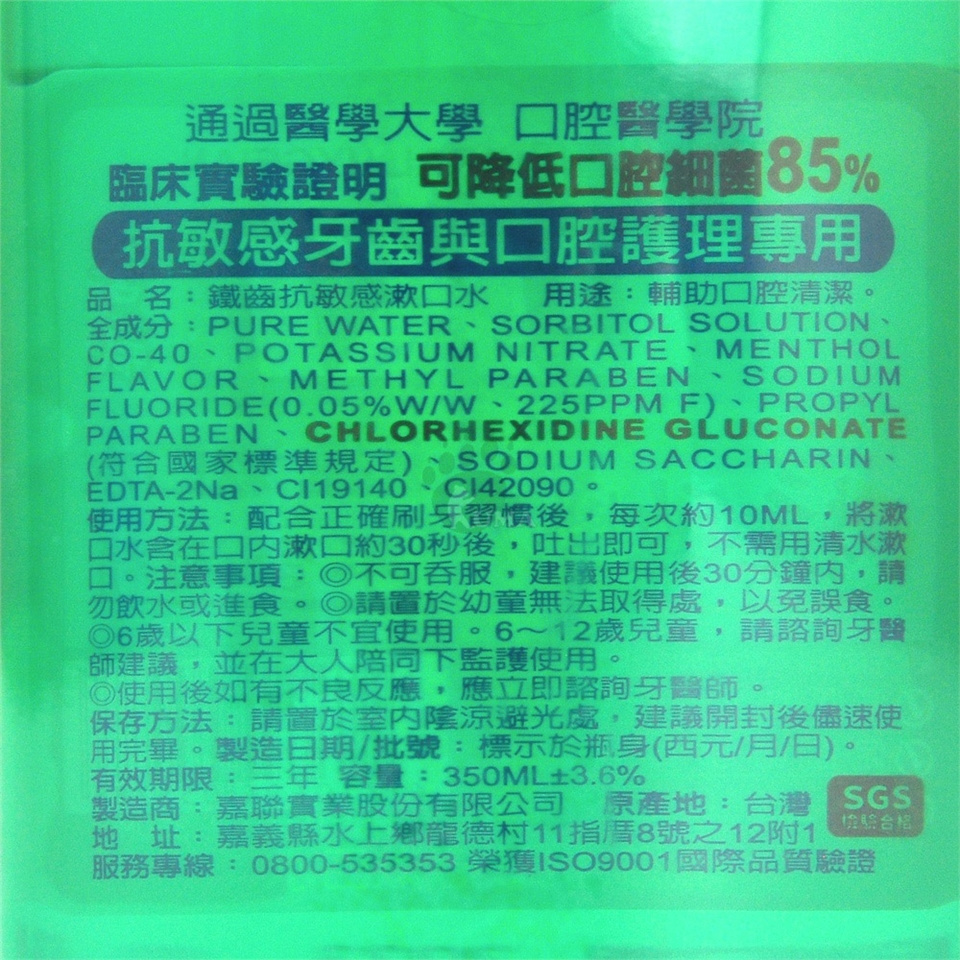 通過醫學大學 口腔醫學院
臨床實驗證明 可降低口腔細菌85%
抗敏感牙齒與口腔護理專用
品 名：鐵齒抗敏感漱口水 用途：輔助口腔清潔。
全成分：PURE WATER、SORBITOL SOLUTION、
CO-40、POTASSIUM NITRATE、MENTHOL
FLAVOR、METHYL PARABEN、SODIUM
FLUORIDE(0.05%W/W、225PPM F)、PROPYL
PARABEN、CHLORHEXIDINE GLUCONATE
(符合國家標準規定)、SODIUM SACCHARIN、
EDTA-2Na、CI19140、CI42090。
使用方法：配合正確刷牙習慣後，每次約10ML，將漱
口水含在口內漱口約30秒後，吐出即可，不需用清水漱
口。注意事項：◎不可吞服，建議使用後30分鐘內，請
勿飲水或進食。◎請置於幼童無法取得處，以免誤食。
◎6歲以下兒童不宜使用。6～12歲兒童，請諮詢牙醫
師建議，並在大人陪同下監護使用。
◎使用後如有不良反應，應立即諮詢牙醫師。
保存方法：請置於室內陰涼避光處，建議開封後儘速使
用完畢。製造日期/批號：標示於瓶身(西元/月/日)。
有效期限：三年 容量：350ML±3.6%
製造商：嘉聯實業股份有限公司 原產地：台灣
SGS
檢驗合格
地 址：嘉義縣水上鄉龍德村11指厝8號之12附1
服務專線：0800-535353 榮獲ISO9001國際品質驗證